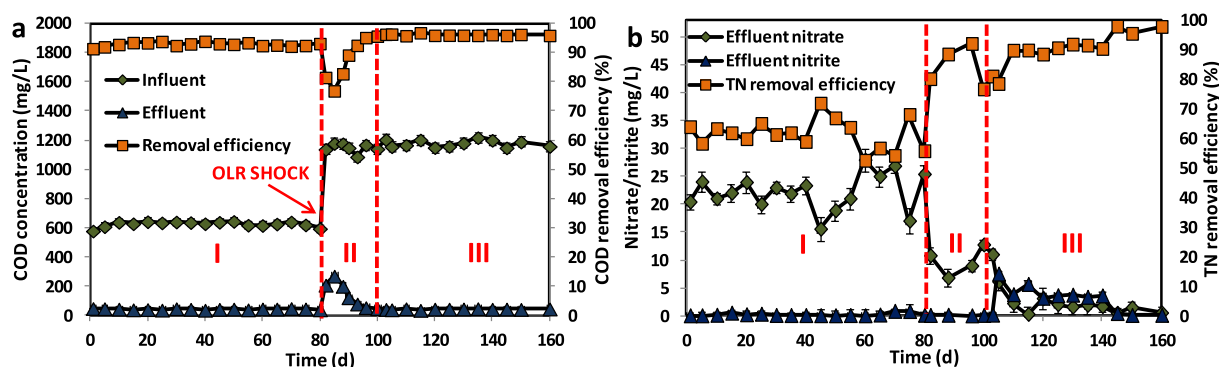 a
2000
1800
1600
1400
1200
1000
800
600
400
200
0
COD concentration (mg/L)
100
90
80
70
60
50
40
30
20
10
0
COD removal efficiency (%)
Influent
Effluent
Removal efficiency
OLR SHOCK
I
II
III
0 20 40 60 80 100 120 140 160
Time (d)
b
50
45
40
35
30
25
20
15
10
5
0
Nitrate/nitrite (mg/L)
100
90
80
70
60
50
40
30
20
10
0
TN removal efficiency (%)
Effluent nitrate
Effluent nitrite
TN removal efficiency
I
II
III
0 20 40 60 80 100 120 140 160
Time (d)